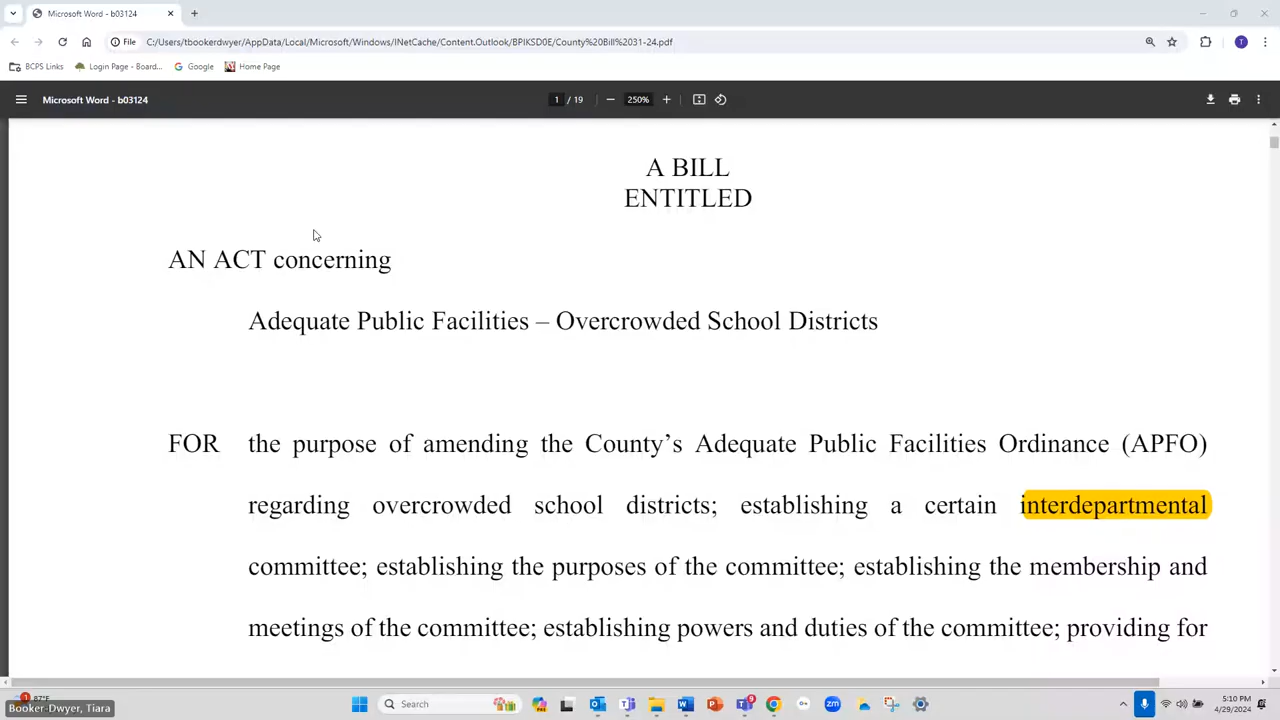 Microsoft Word - b03124
File C:/Users/tbookerdwyer/AppData/Local/Microsoft/Windows/INetCache/Content.Outlook/BPIKSD0E/County%20Bill%2031-24.pdf
BCPS Links Login Page - Board... Google Home Page
Microsoft Word - b03124 1 / 19 250%
A BILL
ENTITLED
AN ACT concerning
Adequate Public Facilities – Overcrowded School Districts
FOR the purpose of amending the County’s Adequate Public Facilities Ordinance (APFO)
regarding overcrowded school districts; establishing a certain interdepartmental
committee; establishing the purposes of the committee; establishing the membership and
meetings of the committee; establishing powers and duties of the committee; providing for
87°F
Booker-Dwyer, Tiara
Search
5:10 PM
4/29/2024